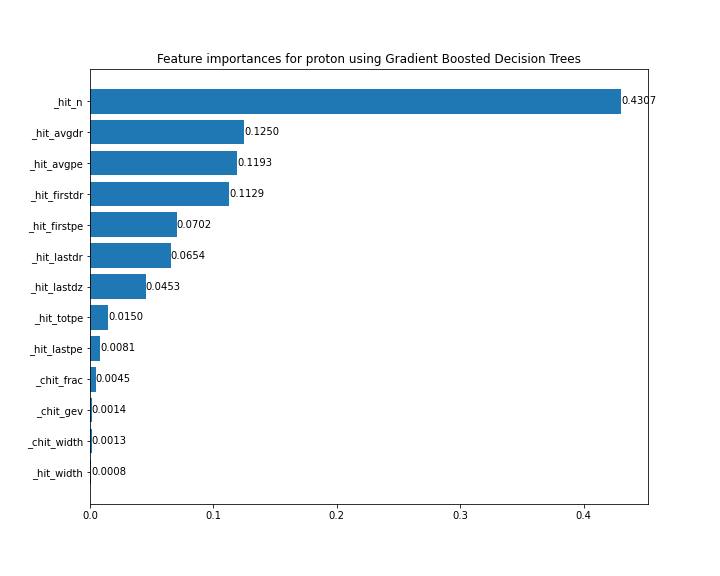 Feature importances for proton using Gradient Boosted Decision Trees
_hit_n 0.4307
_hit_avgdr 0.1250
_hit_avgpe 0.1193
_hit_firstdr 0.1129
_hit_firstpe 0.0702
_hit_lastdr 0.0654
_hit_lastdz 0.0453
_hit_totpe 0.0150
_hit_lastpe 0.0081
_chit_frac 0.0045
_chit_gev 0.0014
_chit_width 0.0013
_hit_width 0.0008
0.0 0.1 0.2 0.3 0.4